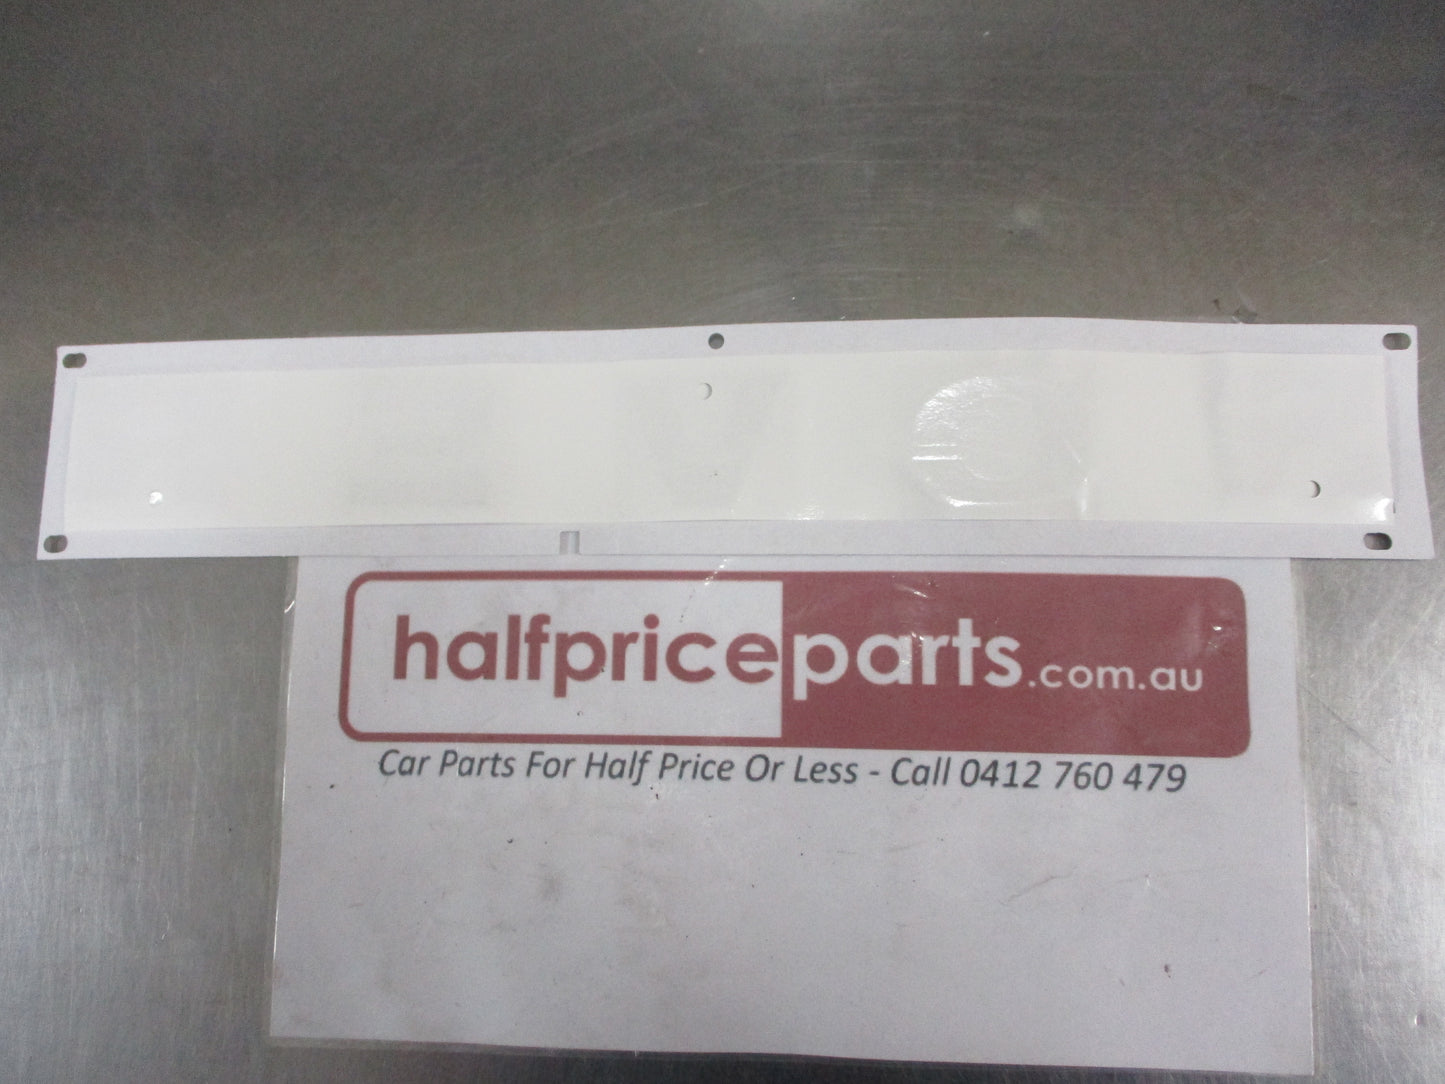 halfpriceparts.com.au
Car Parts For Half Price Or Less - Call 0412 760 479